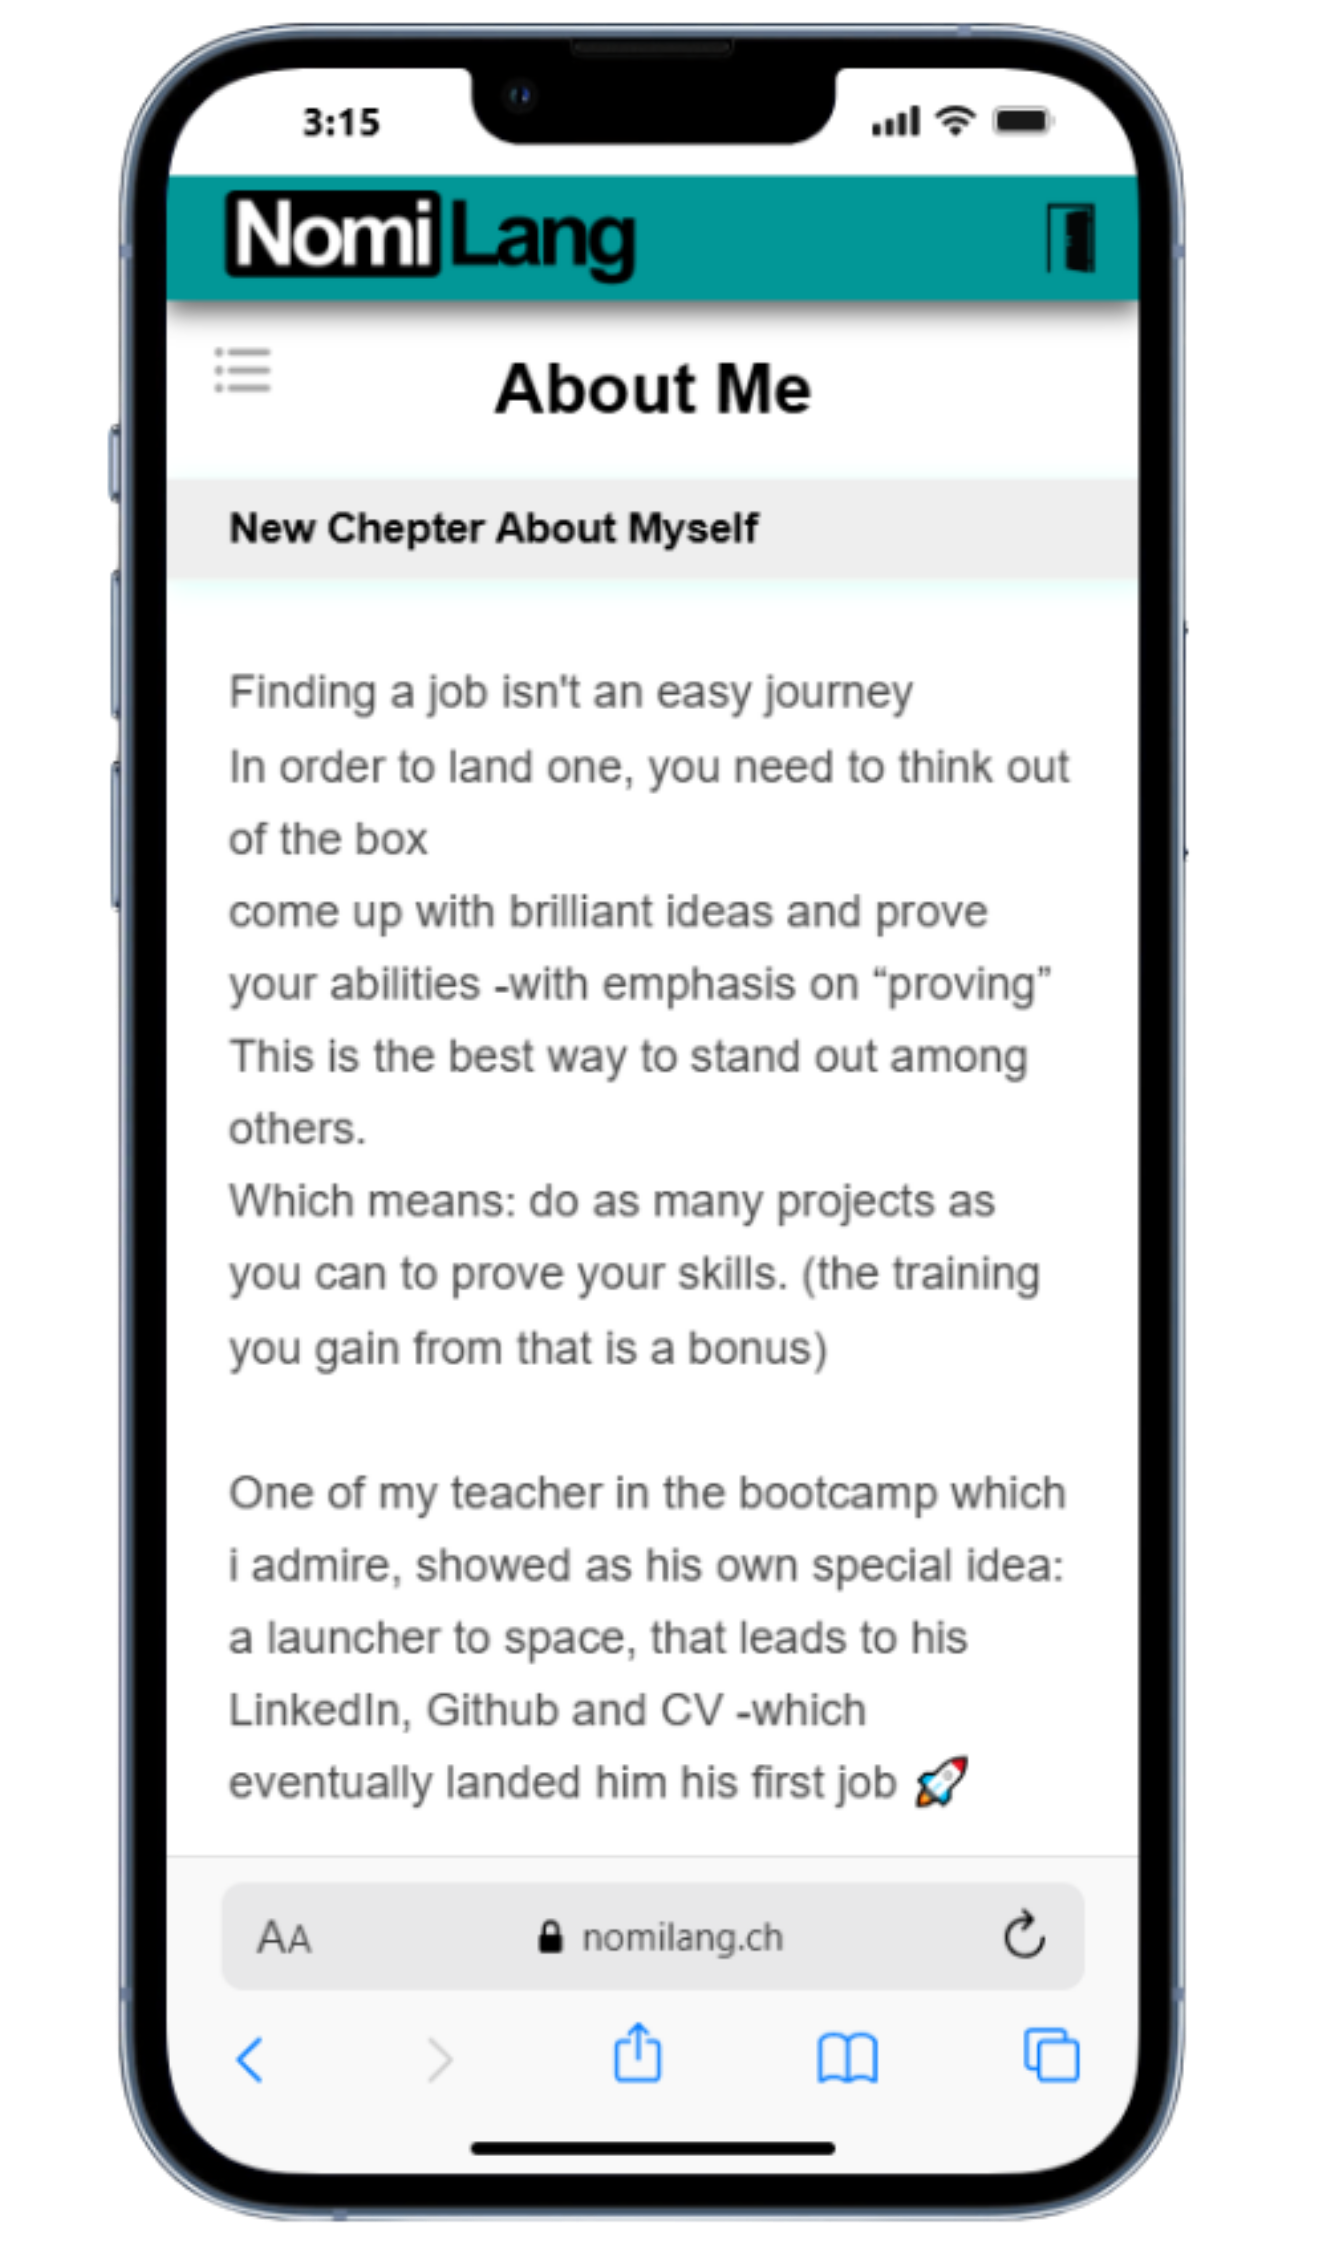 3:15
Nomi Lang
About Me
New Chepter About Myself
Finding a job isn't an easy journey
In order to land one, you need to think out
of the box
come up with brilliant ideas and prove
your abilities -with emphasis on “proving”
This is the best way to stand out among
others.
Which means: do as many projects as
you can to prove your skills. (the training
you gain from that is a bonus)
One of my teacher in the bootcamp which
i admire, showed as his own special idea:
a launcher to space, that leads to his
LinkedIn, Github and CV -which
eventually landed him his first job 🚀
AA nomilang.ch